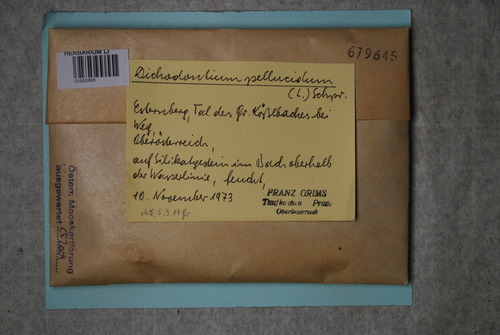 HERBARIUM LI
679645
Dichodontium pellucidum
(L.) Schpr.
Esternberg, Tal des Gr. Kößlbaches bei
Weg,
Oberösterreich,
auf Silikatgestein im Bach oberhalb
der Wasserlinie, feucht,
10. November 1973
FRANZ GRIMS
Taufkirchen Pram
Oberösterreich
Österr. Mooskartierung
ausgewertet